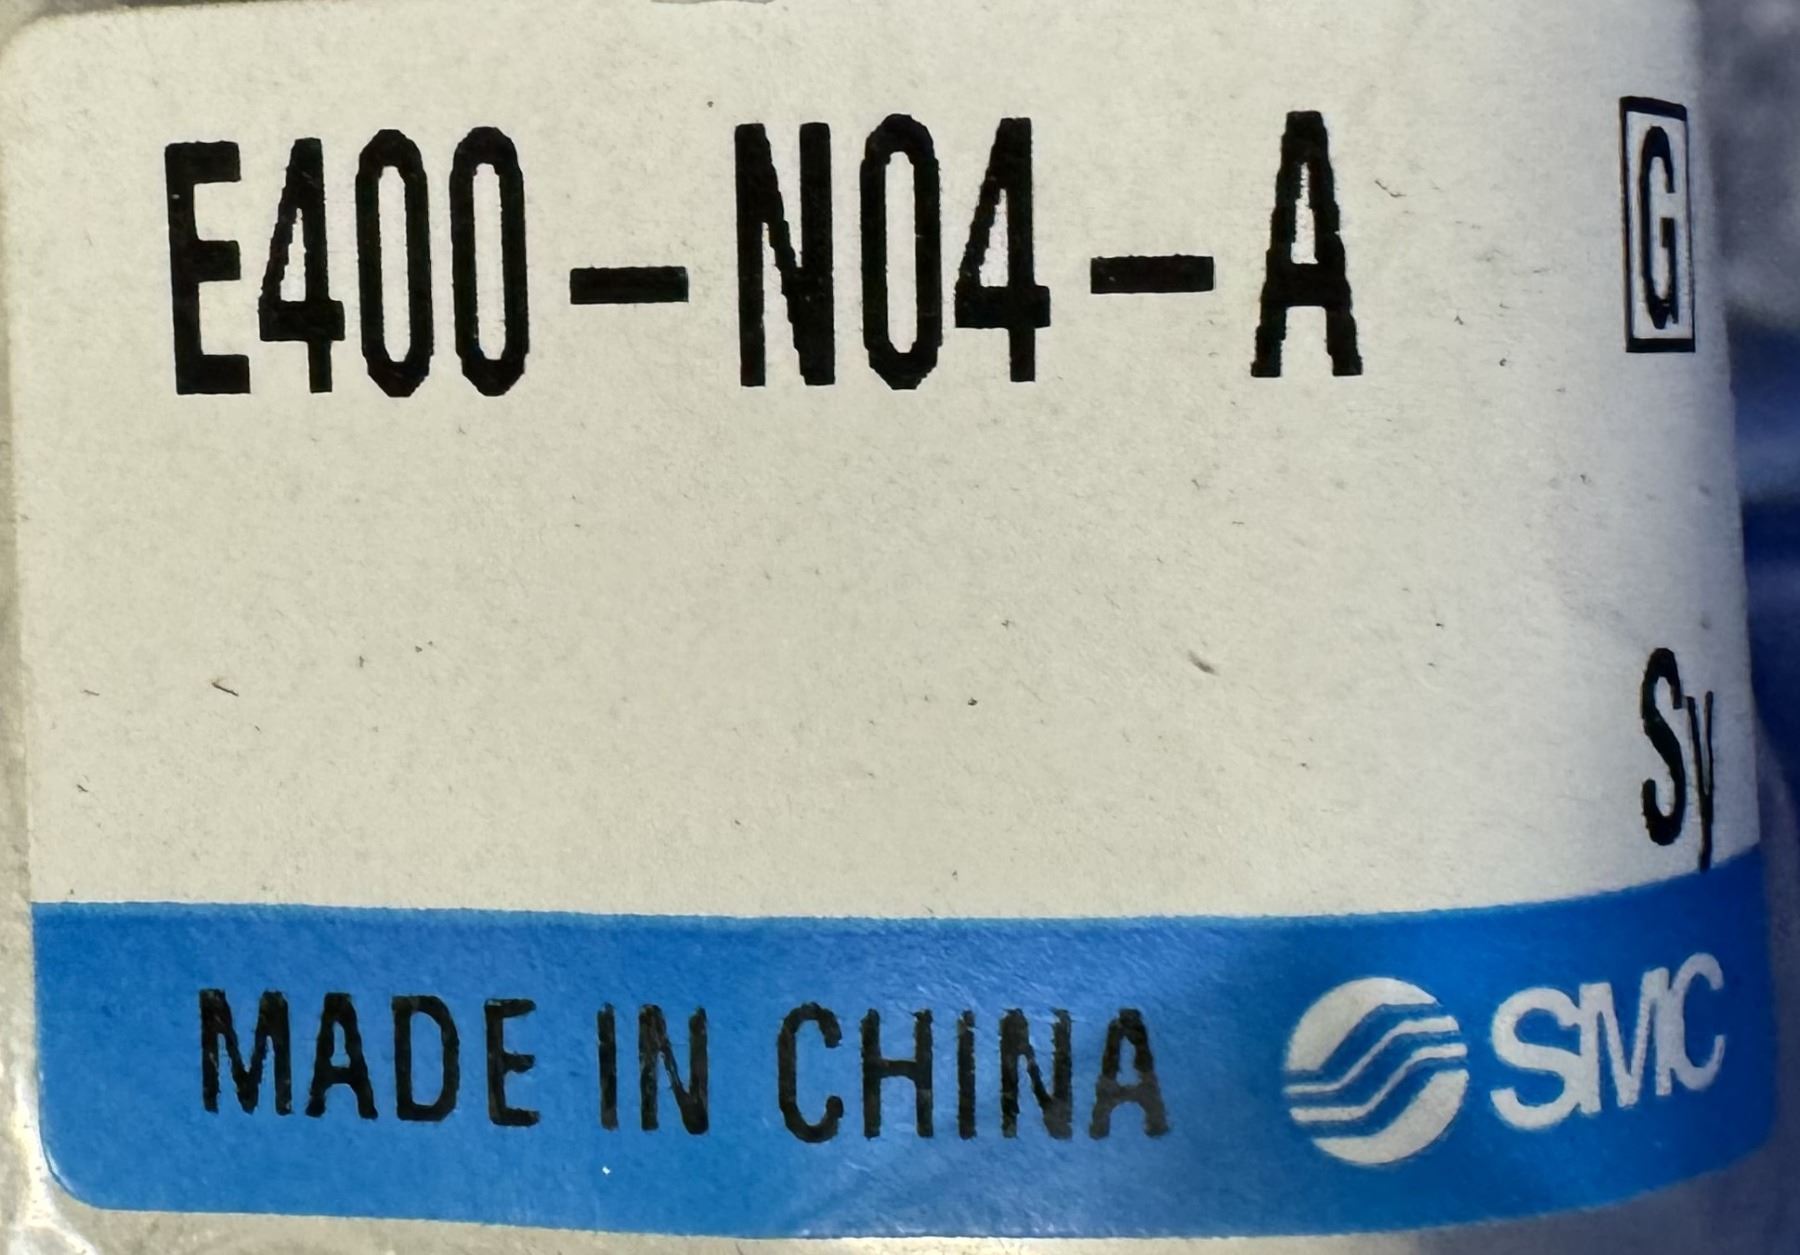 E400-N04-A G
Sy
MADE IN CHINA SMC